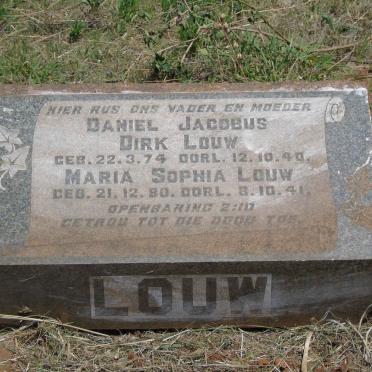 HIER RUS ONS VADER EN MOEDER
DANIEL JACOBUS
DIRK LOUW
GEB. 22.3.74 OORL. 12.10.40.
MARIA SOPHIA LOUW
GEB. 21.12.80. OORL. 8.10.41.
OPENBARING 2:10
GETROU TOT DIE DOOD TOE.
LOUW